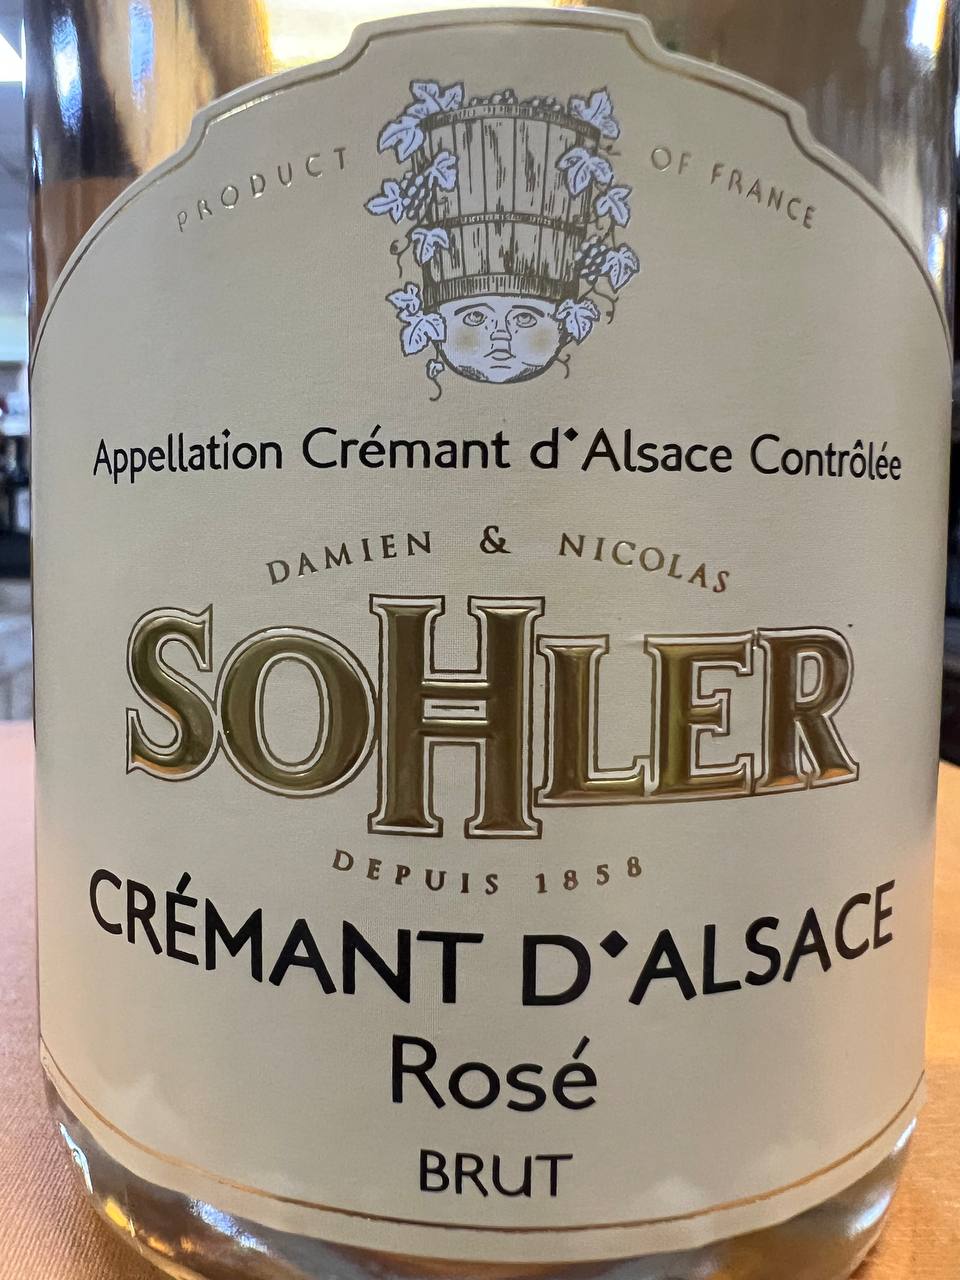 PRODUCT OF FRANCE
Appellation Crémant d'Alsace Contrôlée
DAMIEN & NICOLAS
SOHLER
DEPUIS 1858
CRÉMANT D'ALSACE
Rosé
BRUT